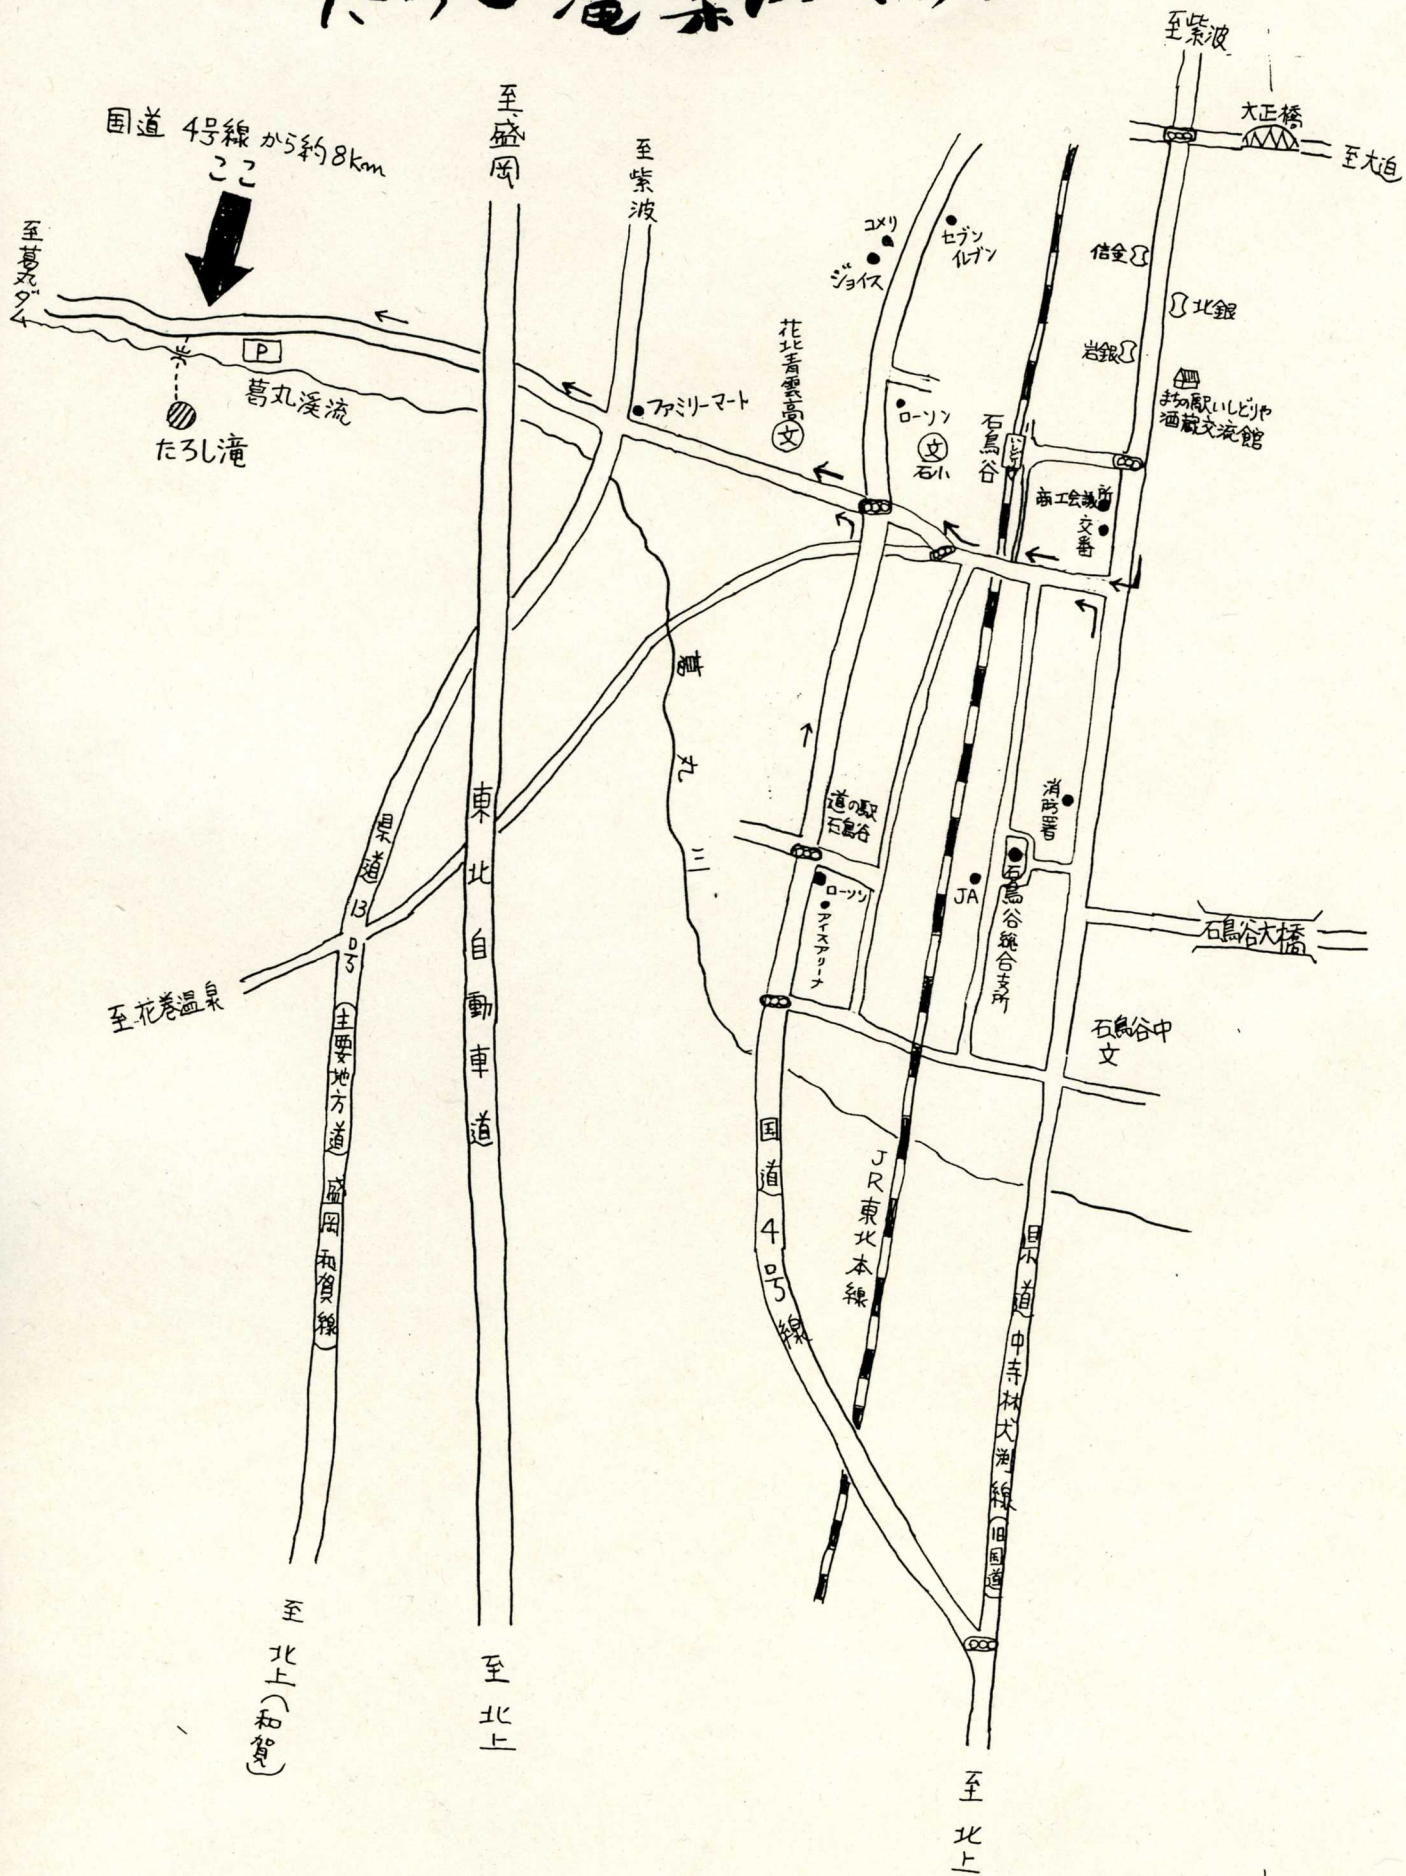 国道 4号線 から約8km
ここ
至盛岡
至紫波
至紫波
大正橋
至大迫
至葛丸ダム
P
葛丸渓流
たろし滝
ファミリーマート
コメリ
ジョイス
セブン
イレブン
信金
北銀
岩銀
まちの駅いしどりや
酒蔵交流館
花北青雲高
文
ローソン
文
石小
石鳥谷
商工会議所
交番
道の駅
石鳥谷
ローソン
アイスアリーナ
消防署
JA
石鳥谷総合支所
石鳥谷大橋
石鳥谷中
文
至花巻温泉
県道13号(主要地方道)盛岡和賀線
東北自動車道
国道4号線
JR東北本線
県道中寺林犬渕線(旧国道)
至北上(和賀)
至北上
至北上